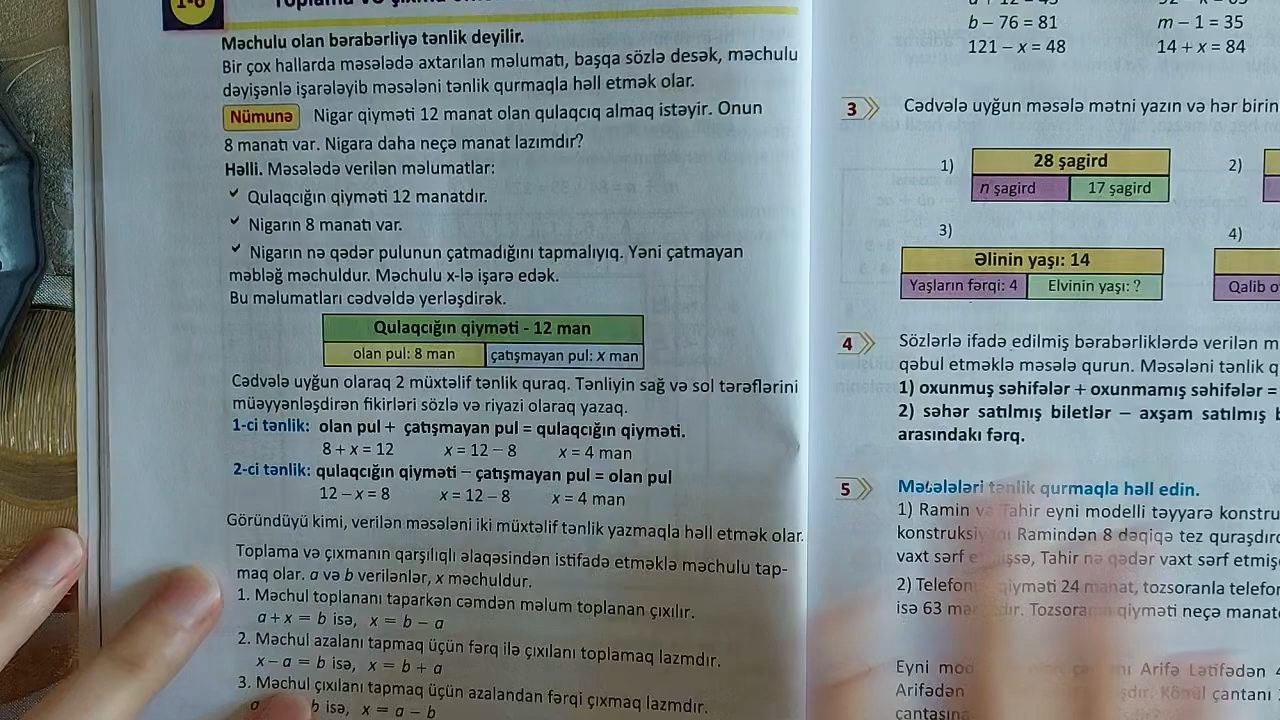 1-6
Toplama və çıxma
Məchulu olan bərabərliyə tənlik deyilir.
Bir çox hallarda məsələdə axtarılan məlumatı, başqa sözlə desək, məchulu
dəyişənlə işarələyib məsələni tənlik qurmaqla həll etmək olar.
Nümunə Nigar qiyməti 12 manat olan qulaqcıq almaq istəyir. Onun
8 manatı var. Nigara daha neçə manat lazımdır?
Həlli. Məsələdə verilən məlumatlar:
✓ Qulaqcığın qiyməti 12 manatdır.
✓ Nigarın 8 manatı var.
✓ Nigarın nə qədər pulunun çatmadığını tapmalıyıq. Yəni çatmayan
məbləğ məchuldur. Məchulu x-lə işarə edək.
Bu məlumatları cədvəldə yerləşdirək.
Qulaqcığın qiyməti - 12 man
olan pul: 8 man çatışmayan pul: x man
Cədvələ uyğun olaraq 2 müxtəlif tənlik quraq. Tənliyin sağ və sol tərəflərini
müəyyənləşdirən fikirləri sözlə və riyazi olaraq yazaq.
1-ci tənlik: olan pul + çatışmayan pul = qulaqcığın qiyməti.
8 + x = 12 x = 12 – 8 x = 4 man
2-ci tənlik: qulaqcığın qiyməti – çatışmayan pul = olan pul
12 – x = 8 x = 12 – 8 x = 4 man
Göründüyü kimi, verilən məsələni iki müxtəlif tənlik yazmaqla həll etmək olar.
Toplama və çıxmanın qarşılıqlı əlaqəsindən istifadə etməklə məchulu tap-
maq olar. a və b verilənlər, x məchuldur.
1. Məchul toplananı taparkən cəmdən məlum toplanan çıxılır.
a + x = b isə, x = b – a
2. Məchul azalanı tapmaq üçün fərq ilə çıxılanı toplamaq lazmdır.
x – a = b isə, x = b + a
3. Məchul çıxılanı tapmaq üçün azalandan fərqi çıxmaq lazmdır.
b isə, x = a – b
b – 76 = 81 m – 1 = 35
121 – x = 48 14 + x = 84
3 Cədvələ uyğun məsələ mətni yazın və hər birin
1) 28 şagird 2)
n şagird 17 şagird
3) 4)
Əlinin yaşı: 14
Yaşların fərqi: 4 Elvinin yaşı: ? Qalib o
4 Sözlərlə ifadə edilmiş bərabərliklərdə verilən m
qəbul etməklə məsələ qurun. Məsələni tənlik q
1) oxunmuş səhifələr + oxunmamış səhifələr =
2) səhər satılmış biletlər – axşam satılmış b
arasındakı fərq.
5 Məsələləri tənlik qurmaqla həll edin.
1) Ramin və Tahir eyni modelli təyyarə konstru
Ramindən 8 dəqiqə tez quraşdırd
vaxt sərf Tahir nə qədər vaxt sərf etmiş
2) qiyməti 24 manat, tozsoranla telefon
isə 63 Tozsoranın qiyməti neçə manat
Eyni Arifə Lətifədən 4
Arifədən Könül çantanı
çantasına